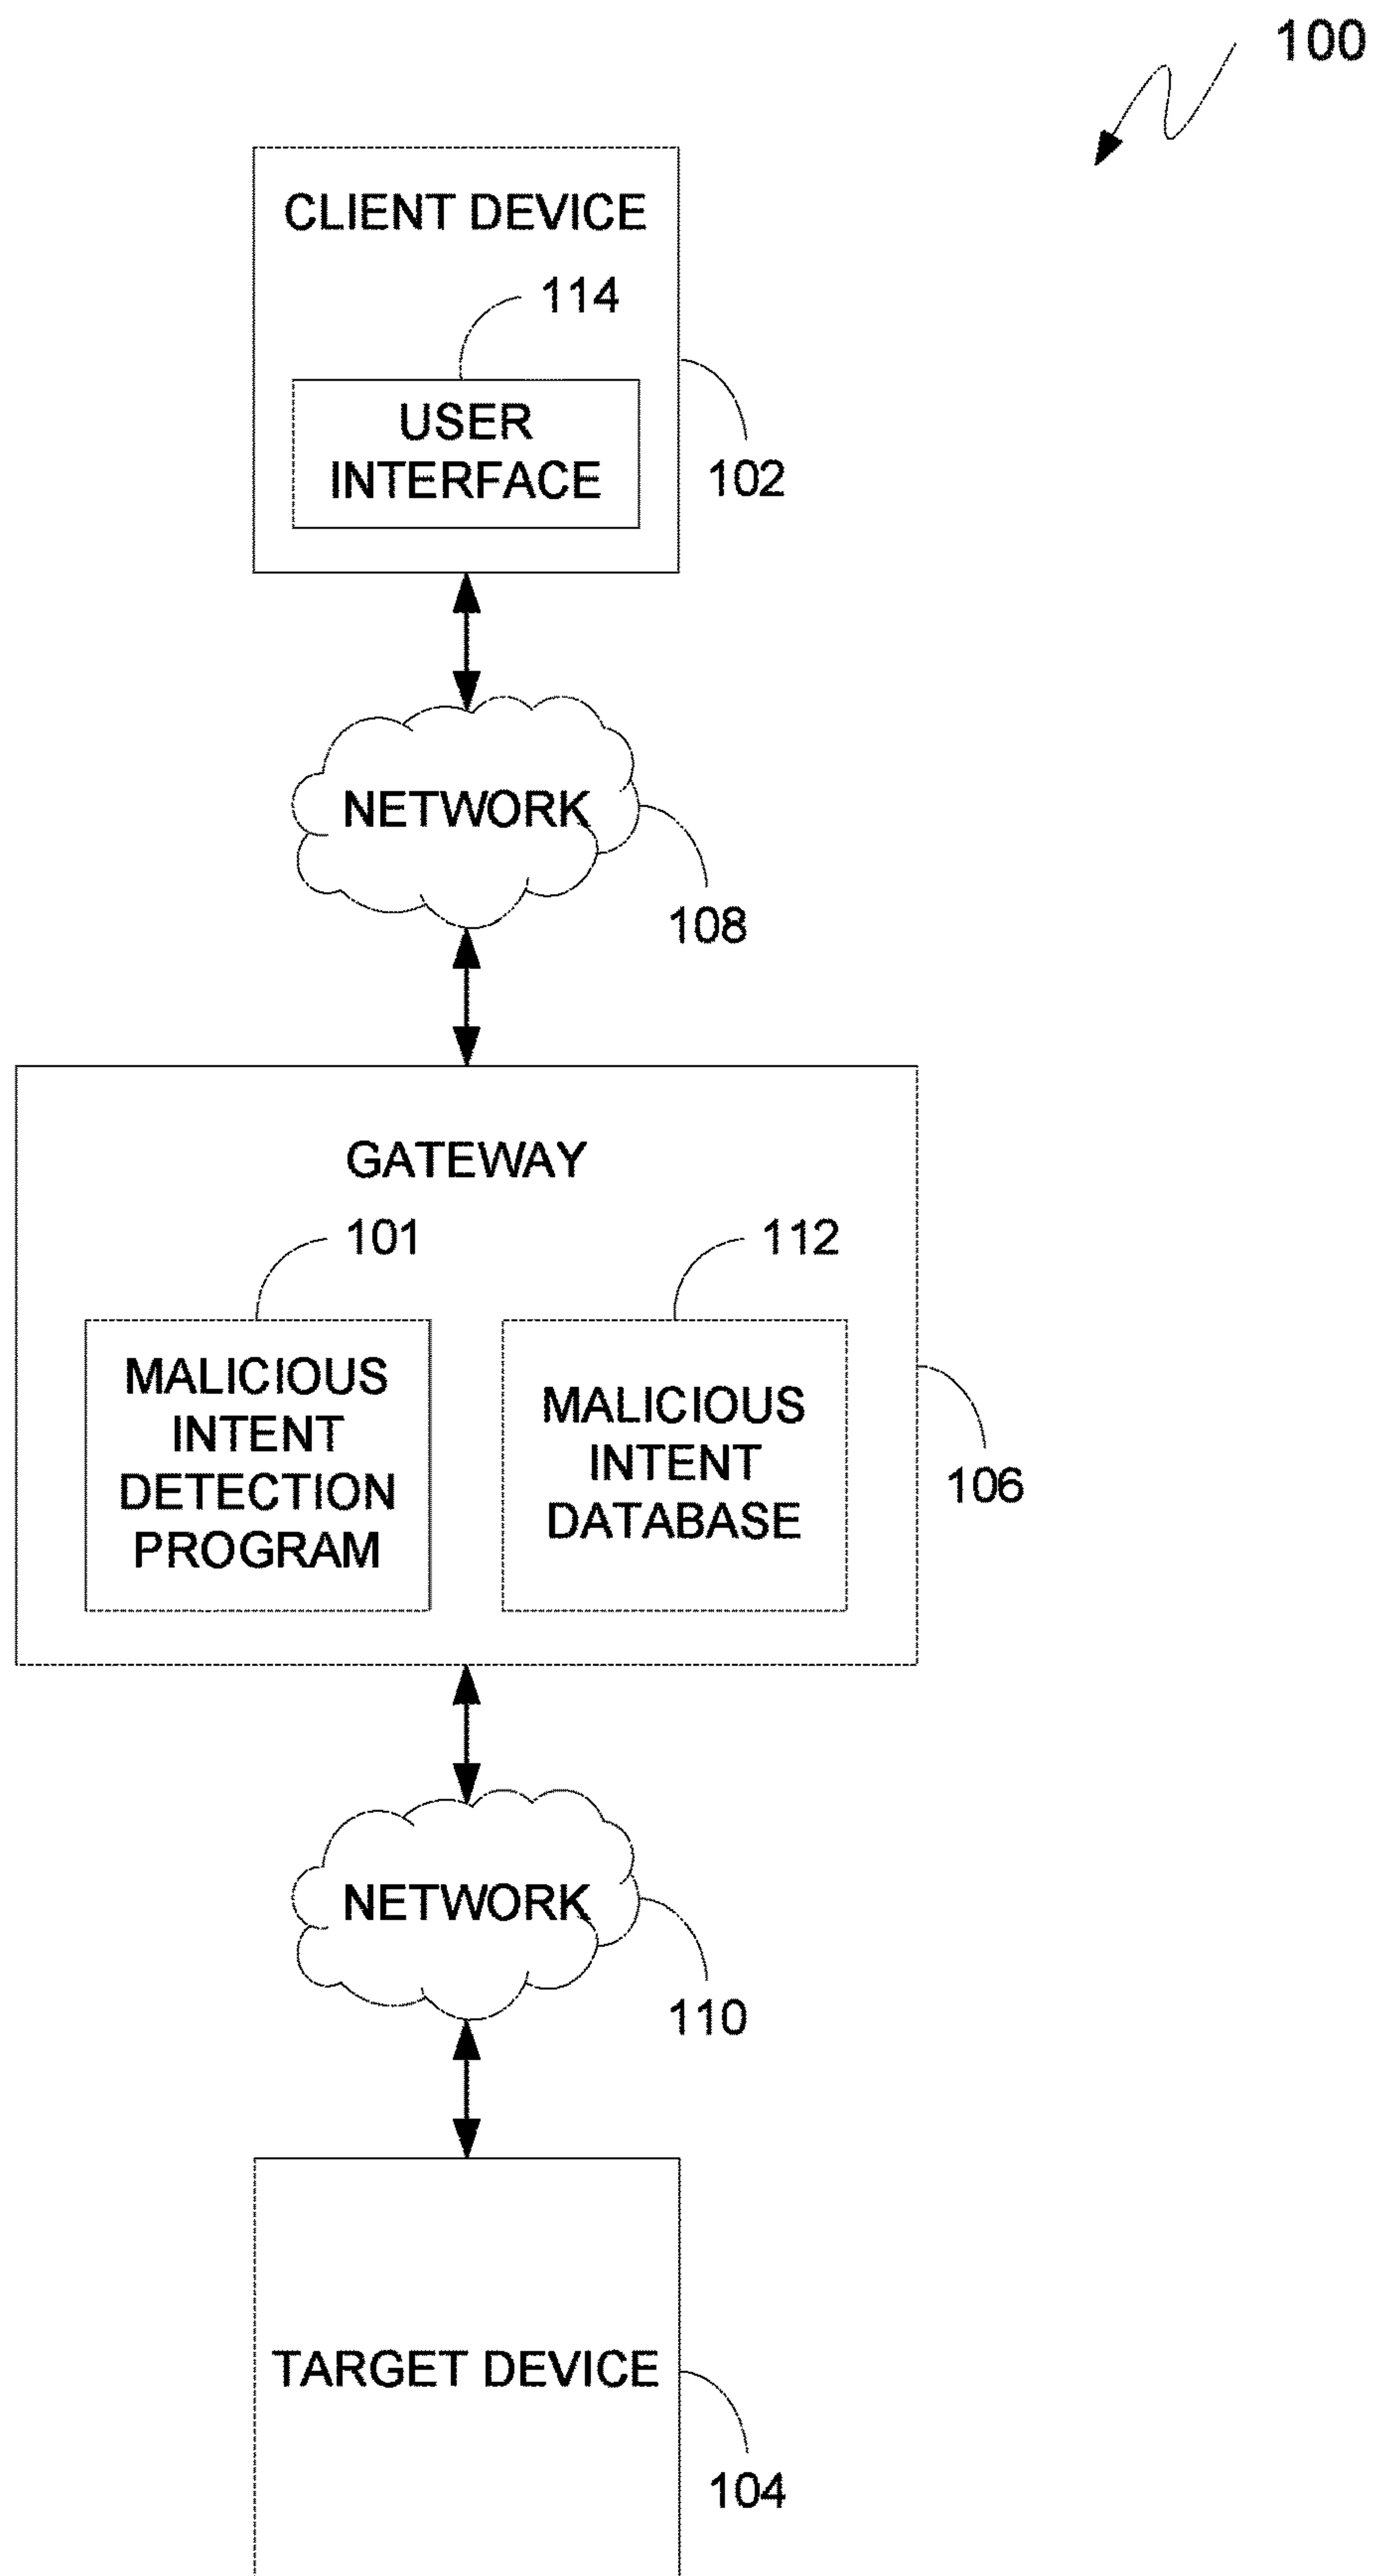 100
CLIENT DEVICE
114
USER
INTERFACE
102
NETWORK
108
GATEWAY
101
112
MALICIOUS
INTENT
DETECTION
PROGRAM
MALICIOUS
INTENT
DATABASE
106
NETWORK
110
TARGET DEVICE
104